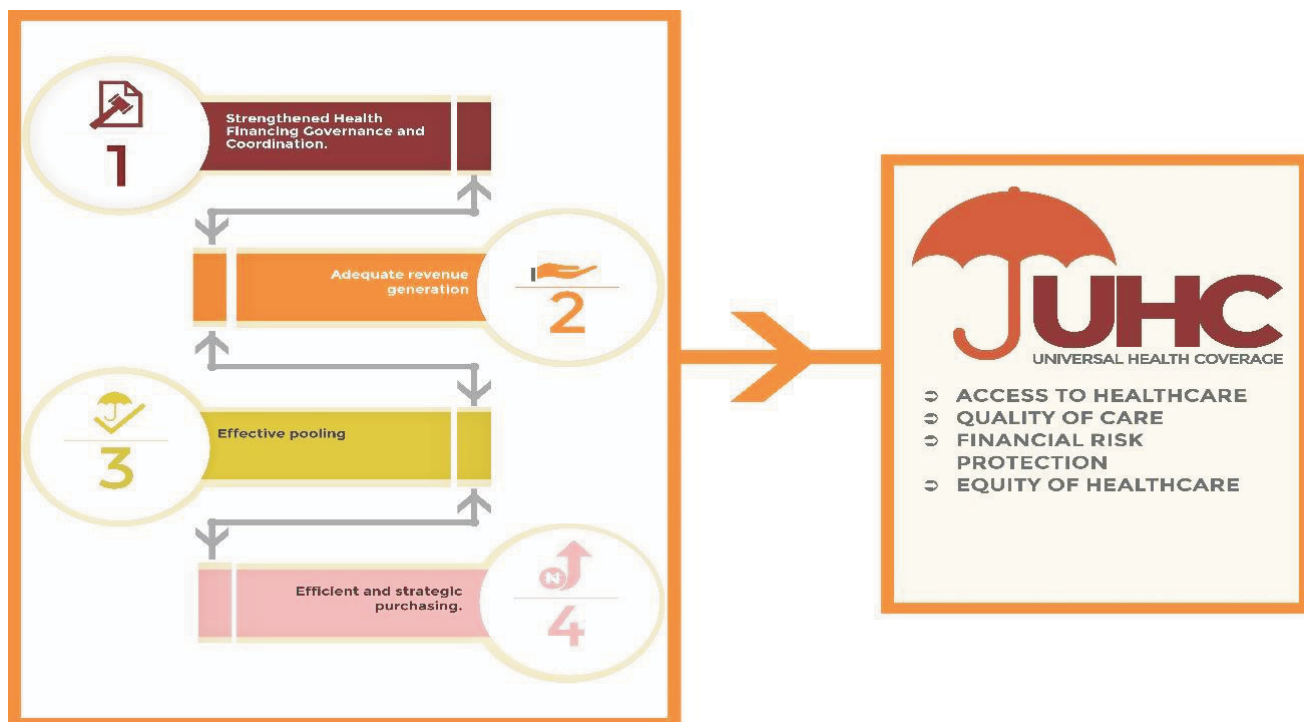 1
Strengthened Health
Financing Governance and
Coordination.
Adequate revenue
generation
2
3
Effective pooling
Efficient and strategic
purchasing.
N
4
UHC
UNIVERSAL HEALTH COVERAGE
ACCESS TO HEALTHCARE
QUALITY OF CARE
FINANCIAL RISK
PROTECTION
EQUITY OF HEALTHCARE